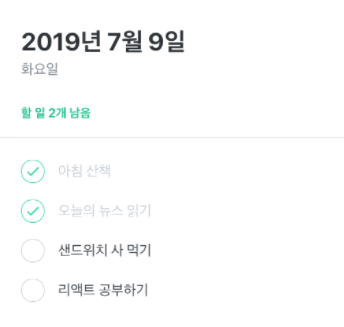 2019년 7월 9일
화요일
할 일 2개 남음
아침 산책
오늘의 뉴스 읽기
샌드위치 사 먹기
리액트 공부하기